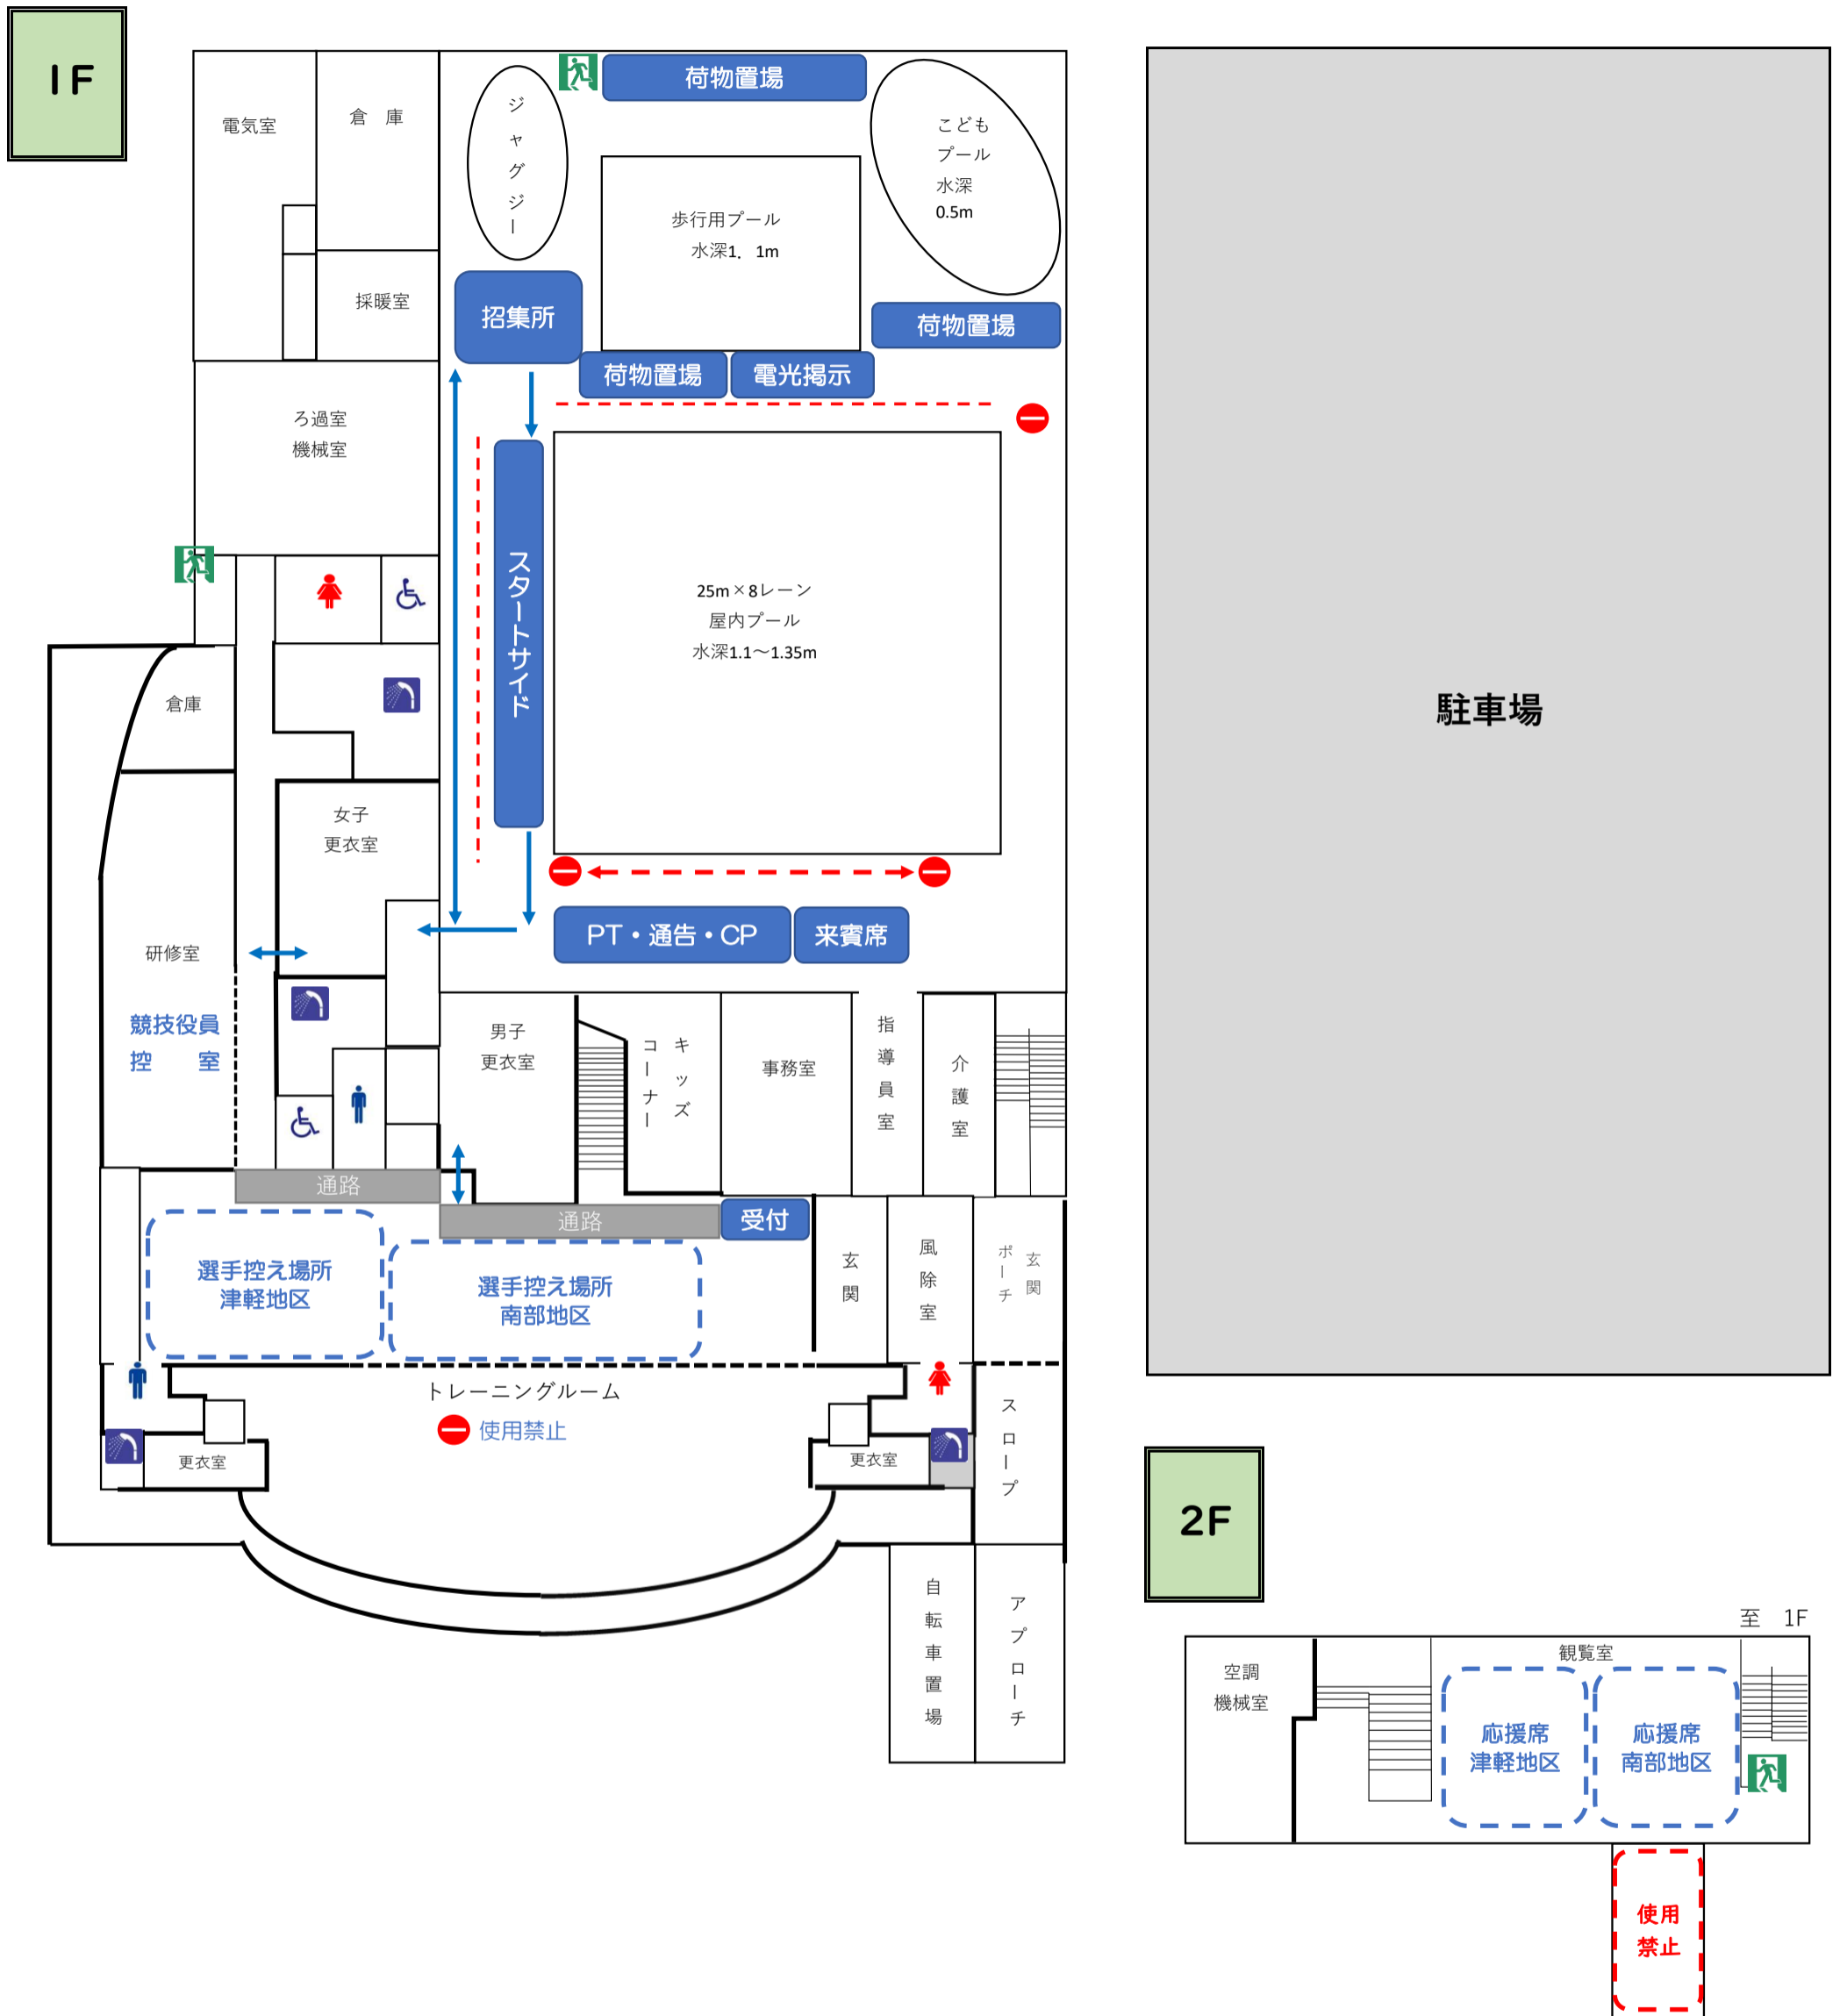 1F
電気室
倉　庫
ジャグジー
荷物置場
こども
プール
水深
0.5m
歩行用プール
水深1．1m
採暖室
招集所
荷物置場
荷物置場
電光掲示
ろ過室
機械室
スタートサイド
25m×8レーン
屋内プール
水深1.1～1.35m
駐車場
倉庫
女子
更衣室
研修室
競技役員
控　　室
PT・通告・CP
来賓席
男子
更衣室
キッズ
コーナー
事務室
指導員室
介護室
通路
通路
受付
選手控え場所
津軽地区
選手控え場所
南部地区
玄関
風除室
玄関
ポーチ
トレーニングルーム
使用禁止
更衣室
更衣室
スロープ
自転車置場
アプローチ
2F
至　1F
観覧室
空調
機械室
応援席
津軽地区
応援席
南部地区
使用
禁止